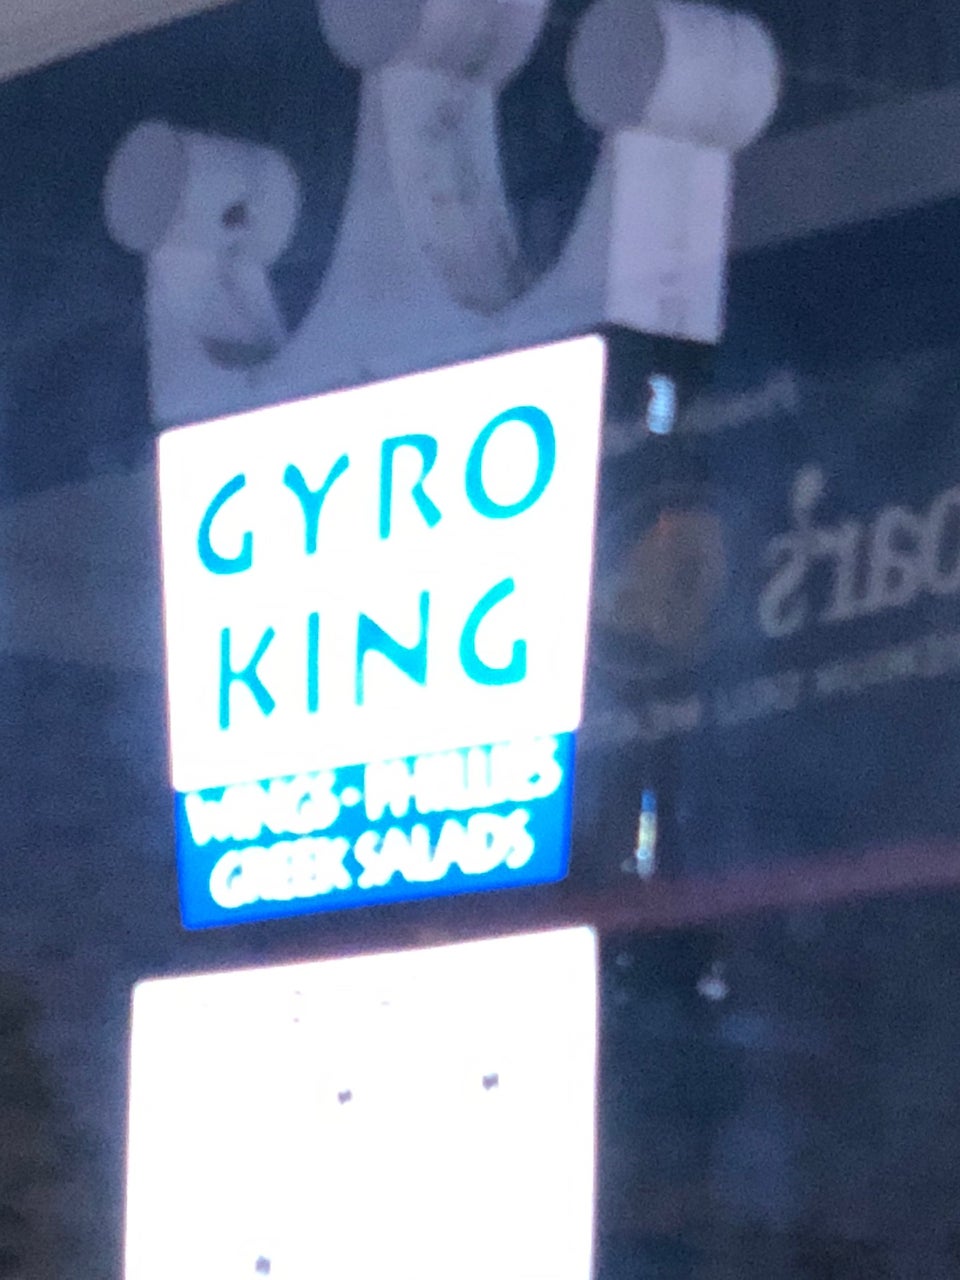 GYRO
KING
WINGS · PHILLIES
GREEK SALADS